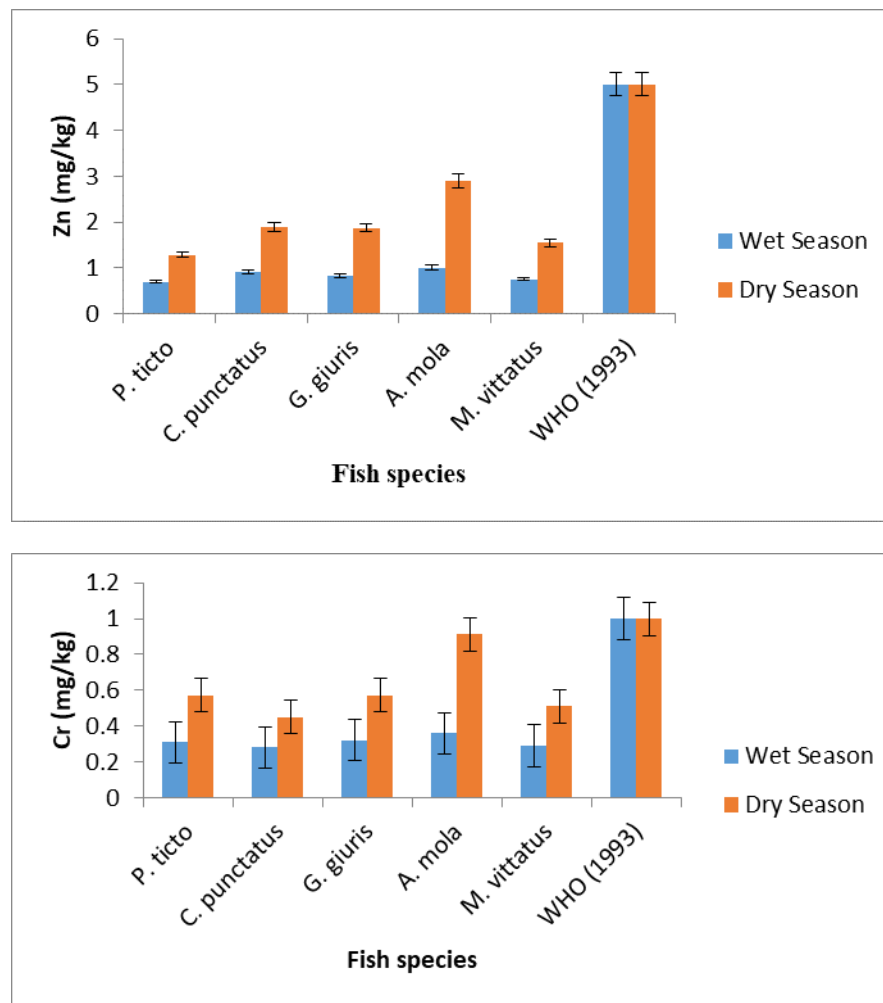 6
5
4
3
2
1
0
Zn (mg/kg)
P. ticto
C. punctatus
G. giuris
A. mola
M. vittatus
WHO (1993)
Fish species
Wet Season
Dry Season
1.2
1
0.8
0.6
0.4
0.2
0
Cr (mg/kg)
P. ticto
C. punctatus
G. giuris
A. mola
M. vittatus
WHO (1993)
Fish species
Wet Season
Dry Season